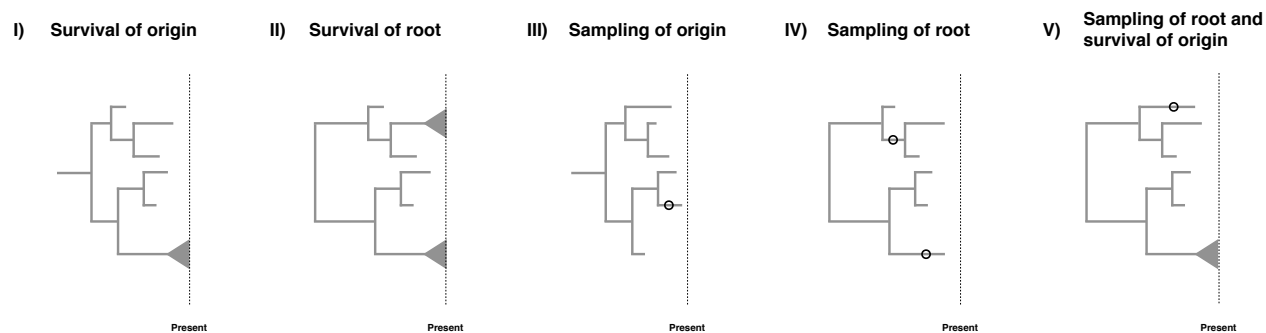 I) Survival of origin
II) Survival of root
III) Sampling of origin
IV) Sampling of root
V) Sampling of root and
survival of origin
Present
Present
Present
Present
Present